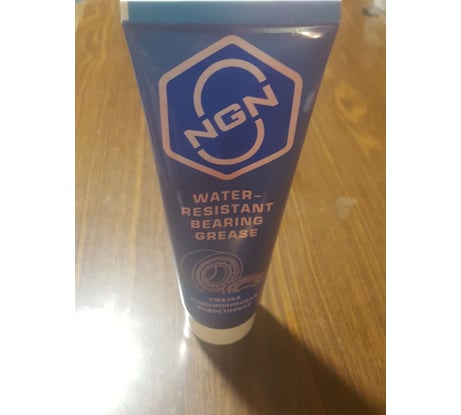 NGN
WATER-
RESISTANT
BEARING
GREASE
СМАЗКА
ПОДШИПНИКОВАЯ
ВОДОСТОЙКАЯ